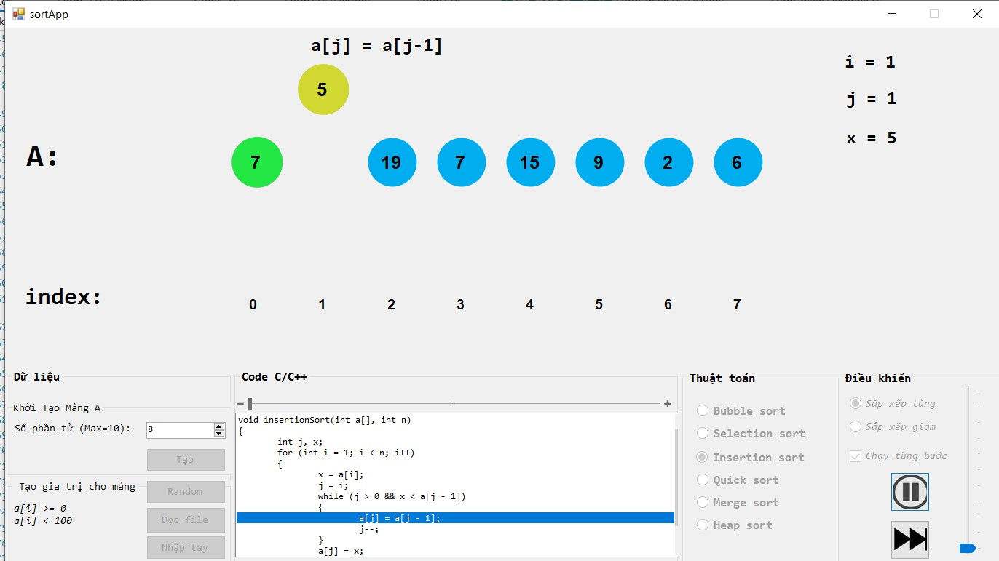 sortApp
a[j] = a[j-1]
i = 1
5
j = 1
x = 5
A:
7 19 7 15 9 2 6
index:
0 1 2 3 4 5 6 7
Dữ liệu
Khởi Tạo Mảng A
Số phần tử (Max=10): 8
Tạo
Tạo gia trị cho mảng
a[i] >= 0
a[i] < 100
Random
Đọc file
Nhập tay
Code C/C++
void insertionSort(int a[], int n)
{
int j, x;
for (int i = 1; i < n; i++)
{
x = a[i];
j = i;
while (j > 0 && x < a[j - 1])
{
a[j] = a[j - 1];
j--;
}
a[j] = x;
Thuật toán
Bubble sort
Selection sort
Insertion sort
Quick sort
Merge sort
Heap sort
Điều khiển
Sắp xếp tăng
Sắp xếp giảm
Chạy từng bước